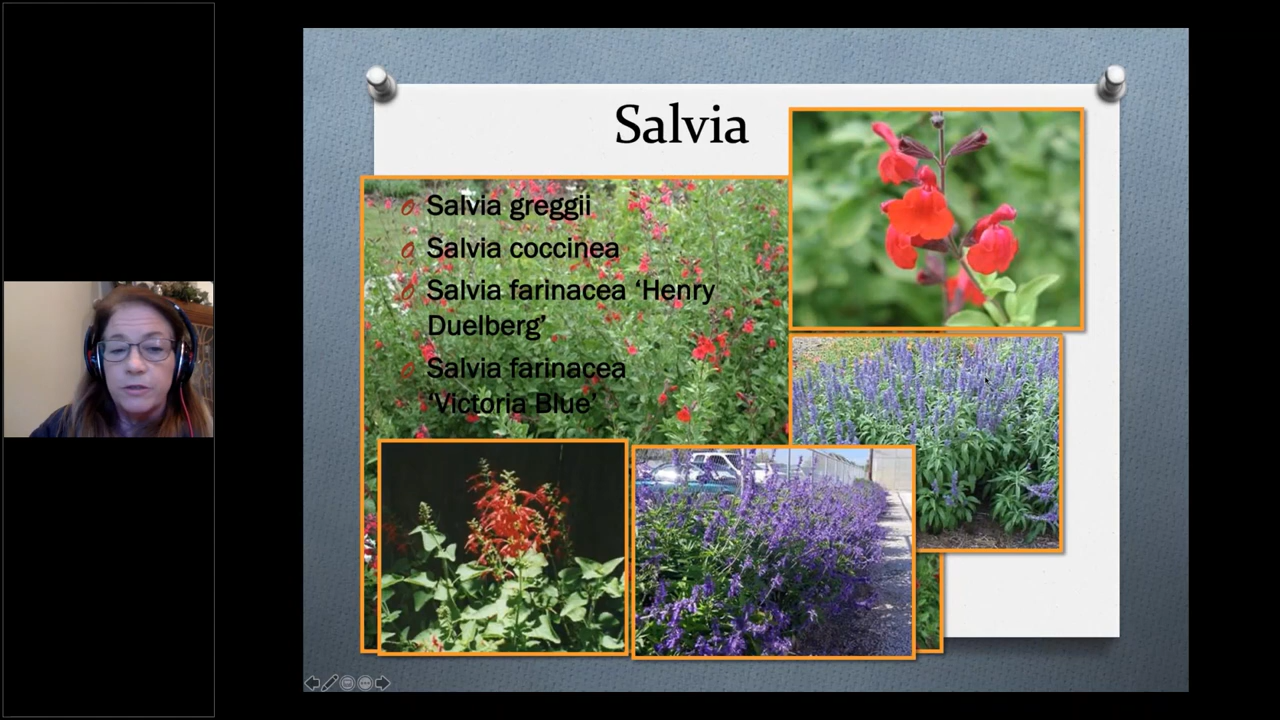 Salvia
Salvia greggii
Salvia coccinea
Salvia farinacea ‘Henry
Duelberg’
Salvia farinacea
‘Victoria Blue’